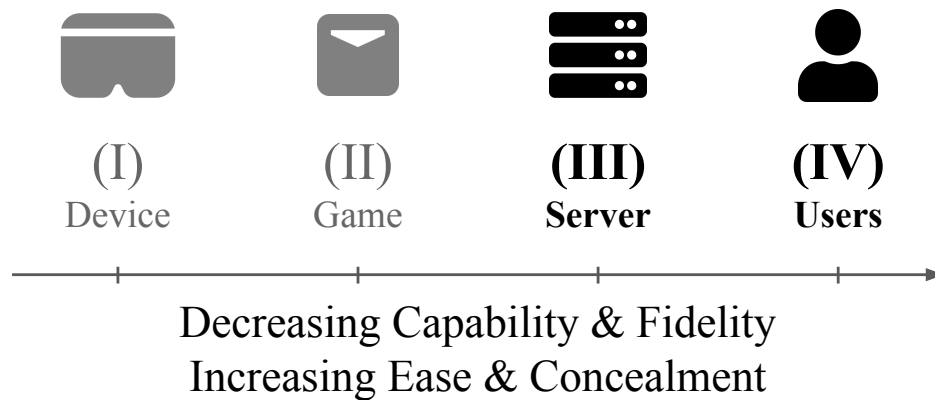 (I) (II) (III) (IV)
Device Game Server Users
Decreasing Capability & Fidelity
Increasing Ease & Concealment